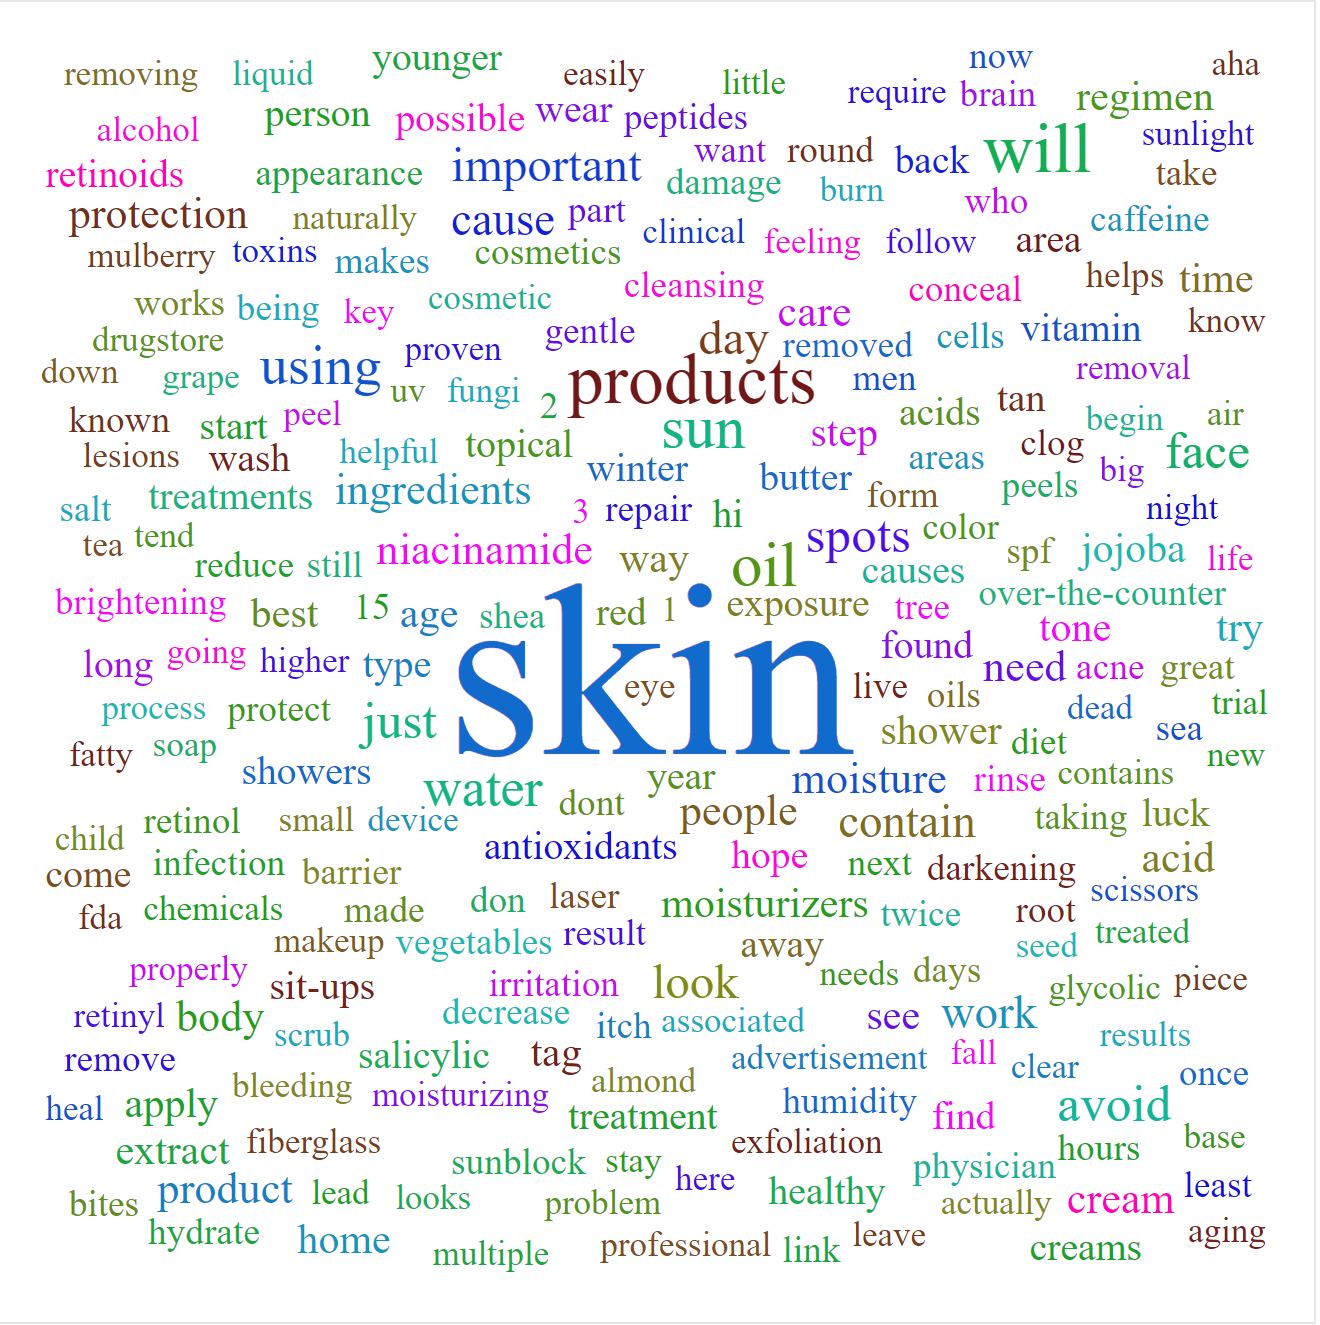 removing liquid younger easily little now aha
alcohol person possible wear peptides require brain regimen sunlight
retinoids appearance important want round back will take
protection naturally cause part damage burn who caffeine
mulberry toxins makes cosmetics clinical feeling follow area
works being key cosmetic cleansing conceal helps time
drugstore proven gentle care day removed cells vitamin know
down grape using uv fungi products men removal
known start peel 2 sun acids tan begin air
lesions wash helpful topical step clog face
salt treatments ingredients winter butter areas form peels big
tea tend 3 repair hi spots color night
reduce still niacinamide way oil causes spf jojoba life
brightening best 15 age shea red 1 exposure tree over-the-counter
long going higher type skin found tone try
eye live need acne great
process protect just oils dead trial
fatty soap shower diet sea new
showers water year moisture rinse contains
child retinol small device dont people contain taking luck
come infection barrier antioxidants hope next darkening acid
fda chemicals made don laser moisturizers twice root scissors
makeup vegetables result away seed treated
properly sit-ups irritation look needs days glycolic piece
retinyl body scrub decrease itch associated see work results
remove salicylic tag advertisement fall clear once
heal apply bleeding moisturizing almond humidity find avoid
extract fiberglass treatment exfoliation hours base
bites product lead looks sunblock stay here physician least
hydrate home problem healthy actually cream aging
multiple professional link leave creams